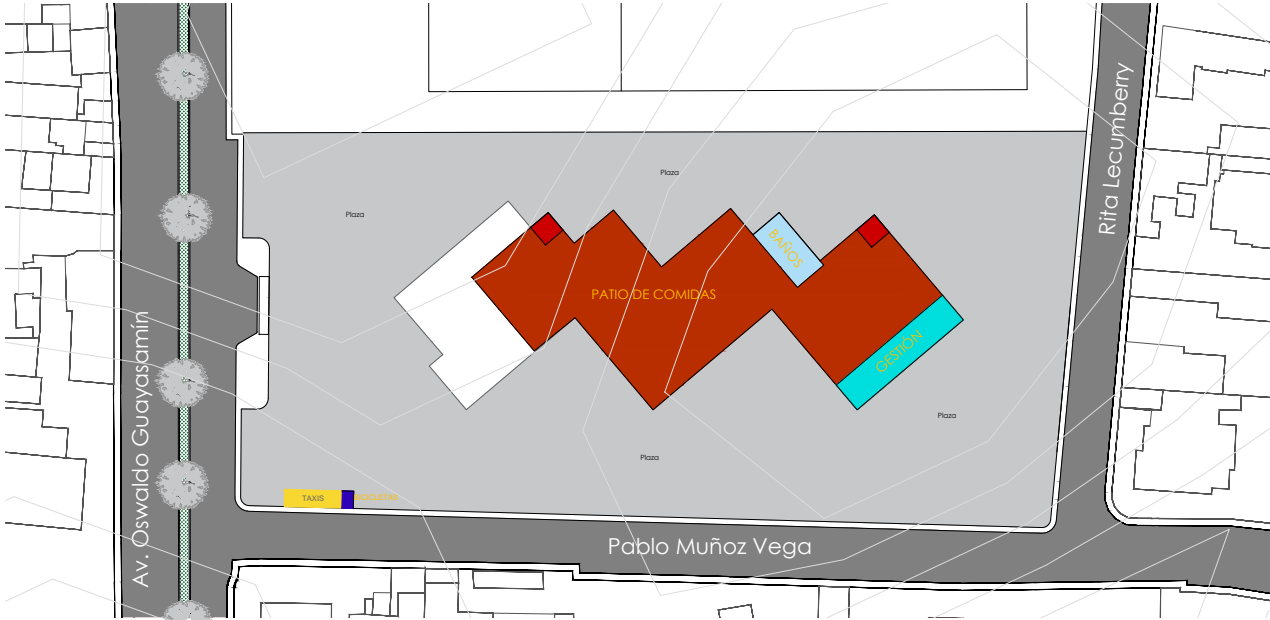 Plaza
Plaza
Rita Lecumberry
BAÑOS
PATIO DE COMIDAS
GESTIÓN
Av. Oswaldo Guayasamín
Plaza
Plaza
TAXIS
Pablo Muñoz Vega